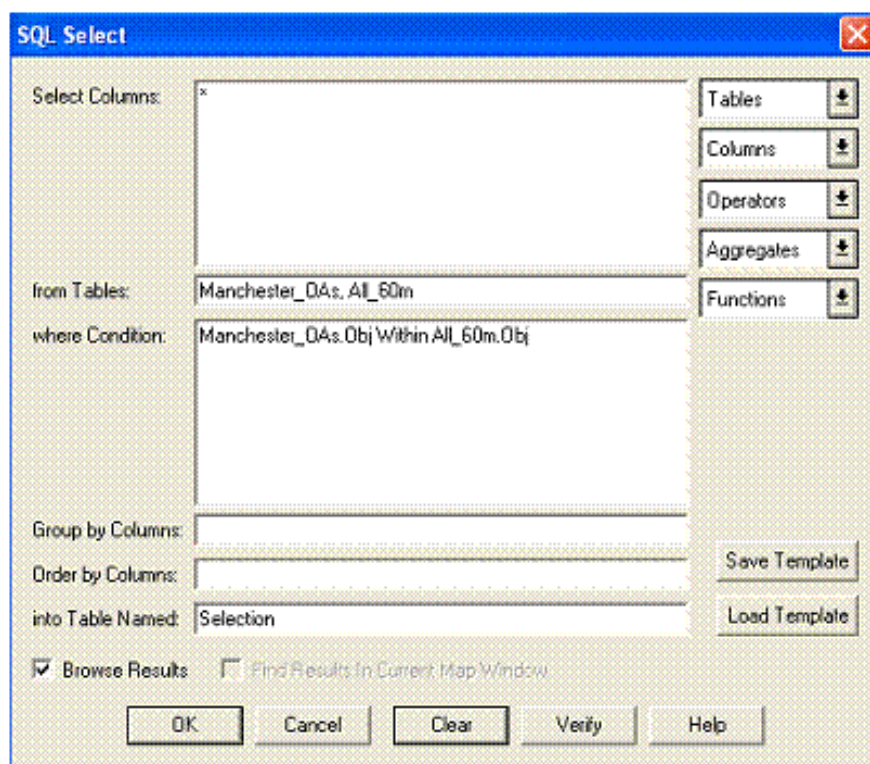 SQL Select
Select Columns:
*
Tables
Columns
Operators
Aggregates
from Tables:
Manchester_OAs, All_60m
Functions
where Condition:
Manchester_OAs.Obj Within All_60m.Obj
Group by Columns:
Order by Columns:
Save Template
into Table Named:
Selection
Load Template
Browse Results
Find Results In Current Map Window
OK
Cancel
Clear
Verify
Help